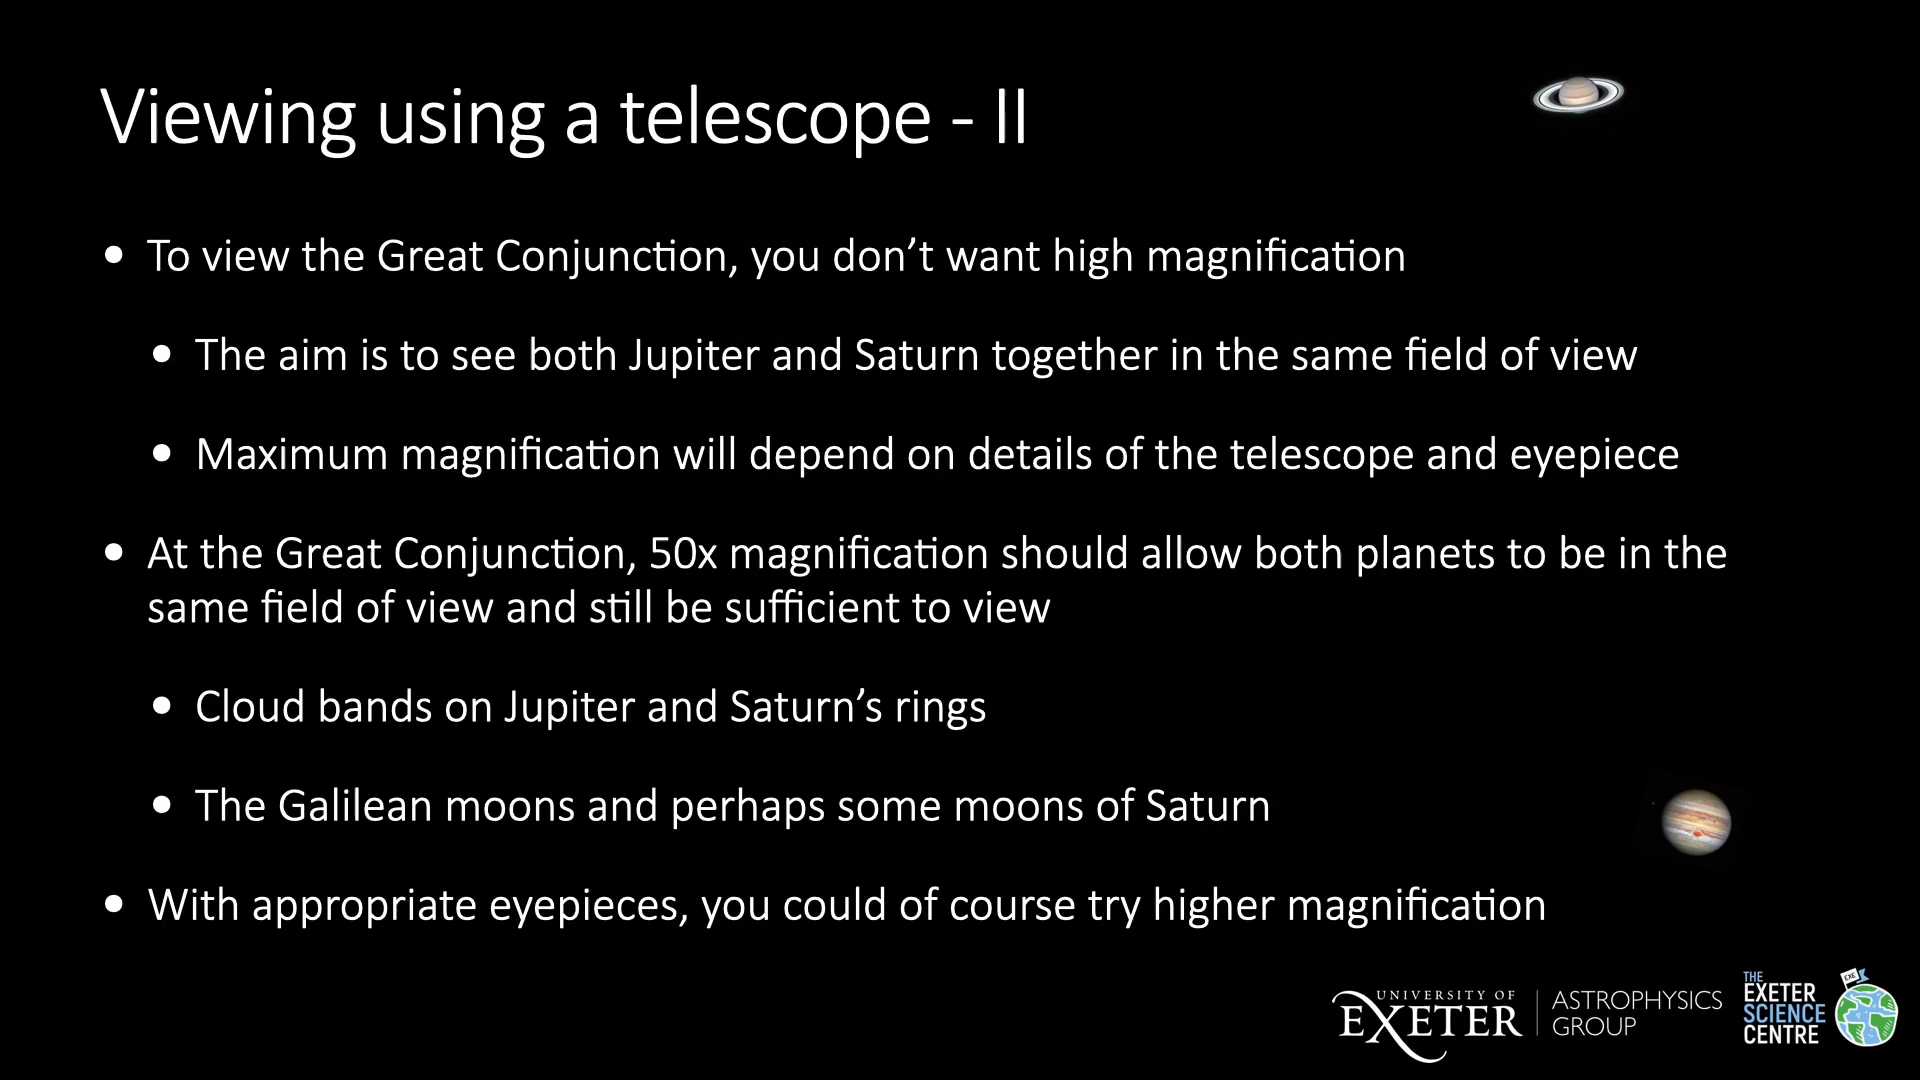 Viewing using a telescope - II
• To view the Great Conjunction, you don’t want high magnification
• The aim is to see both Jupiter and Saturn together in the same field of view
• Maximum magnification will depend on details of the telescope and eyepiece
• At the Great Conjunction, 50x magnification should allow both planets to be in the
same field of view and still be sufficient to view
• Cloud bands on Jupiter and Saturn’s rings
• The Galilean moons and perhaps some moons of Saturn
• With appropriate eyepieces, you could of course try higher magnification
UNIVERSITY OF
EXETER
ASTROPHYSICS
GROUP
THE
EXETER
SCIENCE
CENTRE
EXE